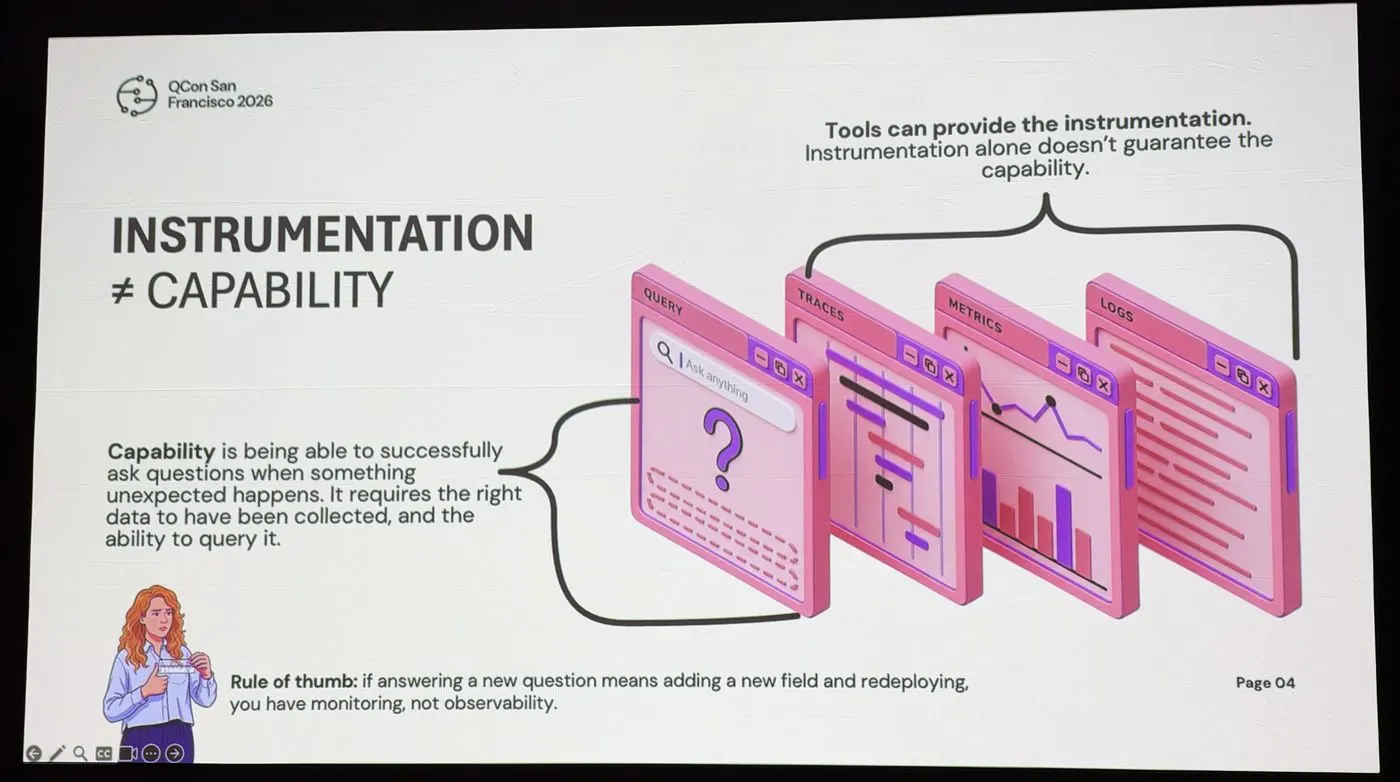 QCon San
Francisco 2026
Tools can provide the instrumentation.
Instrumentation alone doesn't guarantee the
capability.
INSTRUMENTATION
≠ CAPABILITY
QUERY
Ask anything
?
TRACES
METRICS
LOGS
Capability is being able to successfully
ask questions when something
unexpected happens. It requires the right
data to have been collected, and the
ability to query it.
Rule of thumb: if answering a new question means adding a new field and redeploying,
you have monitoring, not observability.
Page 04
CC